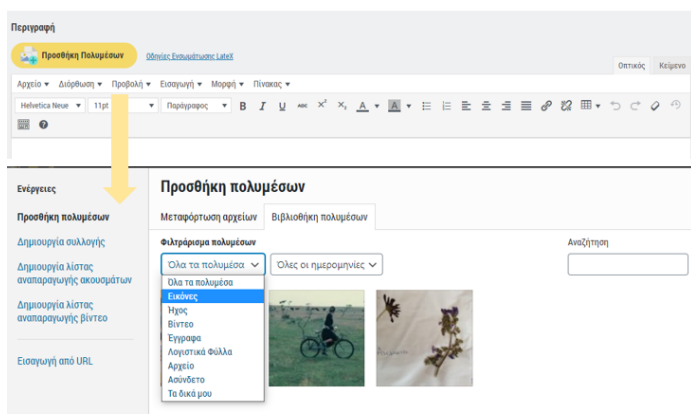 Περιγραφή
Προσθήκη Πολυμέσων
Οδηγίες Ενσωμάτωσης LateX
Οπτικός Κείμενο
Αρχείο Διόρθωση Προβολή Εισαγωγή Μορφή Πίνακας
Helvetica Neue 11pt Παράγραφος B I U ABC X² X₂ A A
Ενέργειες
Προσθήκη πολυμέσων
Δημιουργία συλλογής
Δημιουργία λίστας
αναπαραγωγής ακουσμάτων
Δημιουργία λίστας
αναπαραγωγής βίντεο
Εισαγωγή από URL
Προσθήκη πολυμέσων
Μεταφόρτωση αρχείων Βιβλιοθήκη πολυμέσων
Φιλτράρισμα πολυμέσων Αναζήτηση
Όλα τα πολυμέσα Όλες οι ημερομηνίες
Όλα τα πολυμέσα
Εικόνες
Ήχος
Βίντεο
Έγγραφα
Λογιστικά Φύλλα
Αρχείο
Ασύνδετο
Τα δικά μου